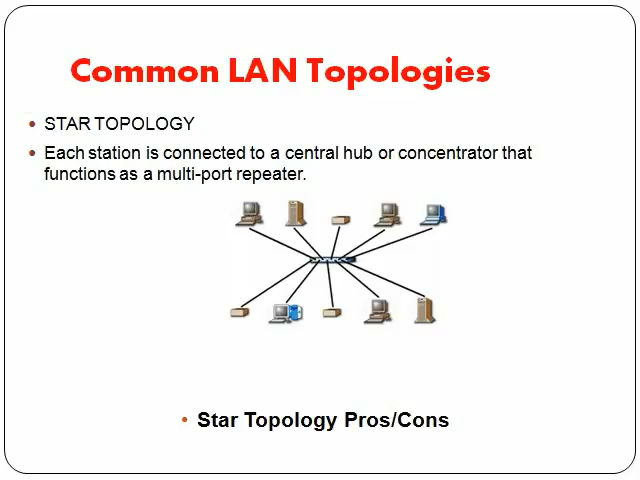 Common LAN Topologies
• STAR TOPOLOGY
• Each station is connected to a central hub or concentrator that
functions as a multi-port repeater.
• Star Topology Pros/Cons